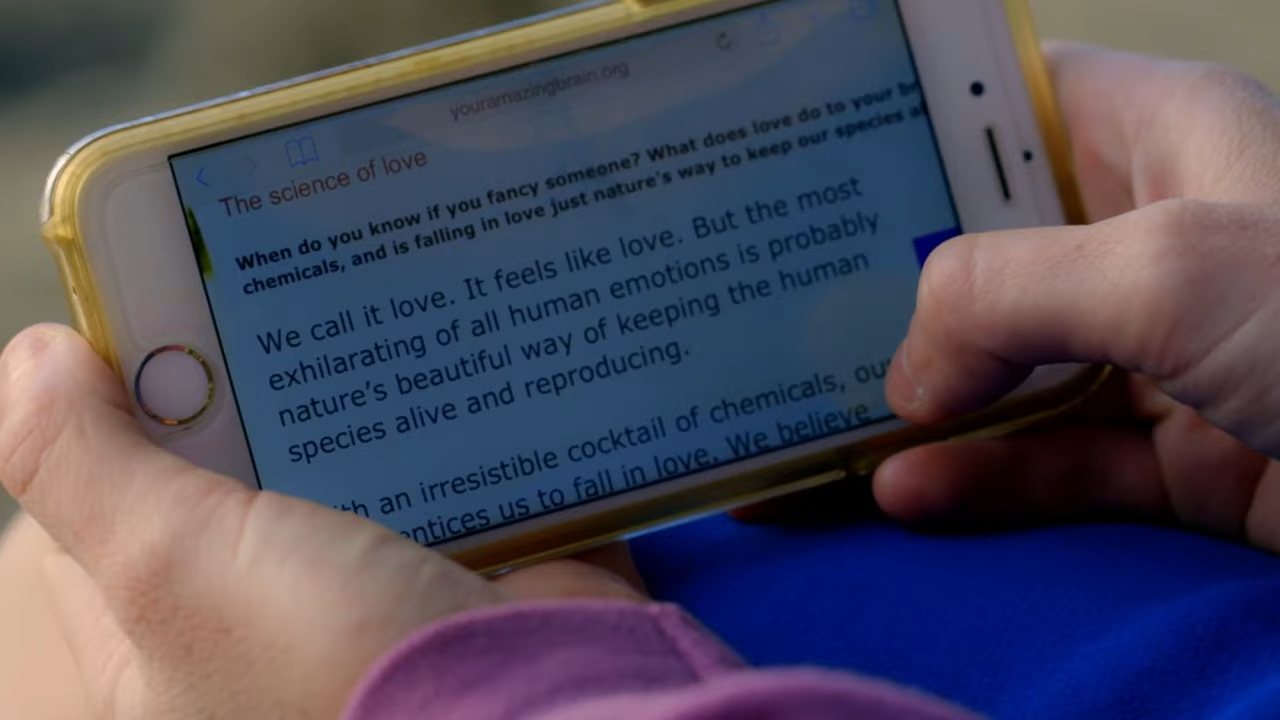 youramazingbrain.org
The science of love
When do you know if you fancy someone? What does love do to your
chemicals, and is falling in love just nature's way to keep our species
We call it love. It feels like love. But the most
exhilarating of all human emotions is probably
nature's beautiful way of keeping the human
species alive and reproducing.
an irresistible cocktail of chemicals,
entices us to fall in love. We believe